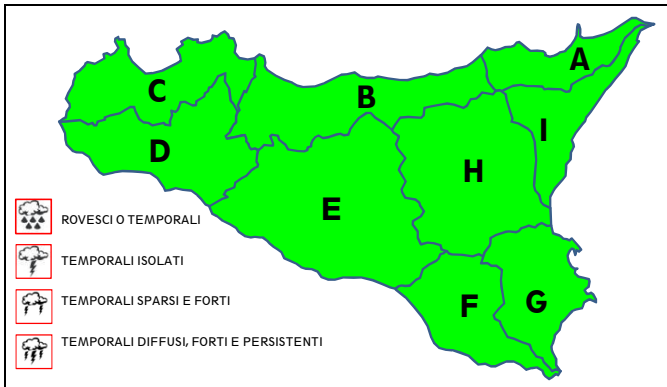 A
C
B
I
D
H
E
ROVESCI O TEMPORALI
TEMPORALI ISOLATI
F
G
TEMPORALI SPARSI E FORTI
TEMPORALI DIFFUSI, FORTI E PERSISTENTI